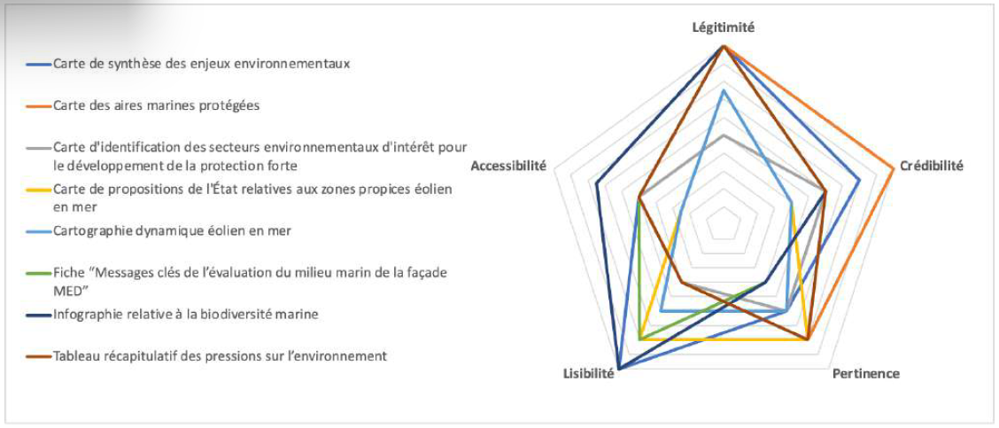 Légitimité
Carte de synthèse des enjeux environnementaux
Carte des aires marines protégées
Carte d'identification des secteurs environnementaux d'intérêt pour
le développement de la protection forte
Carte de propositions de l'État relatives aux zones propices éolien
en mer
Cartographie dynamique éolien en mer
Fiche “Messages clés de l’évaluation du milieu marin de la façade
MED”
Infographie relative à la biodiversité marine
Tableau récapitulatif des pressions sur l’environnement
Accessibilité
Crédibilité
Lisibilité
Pertinence